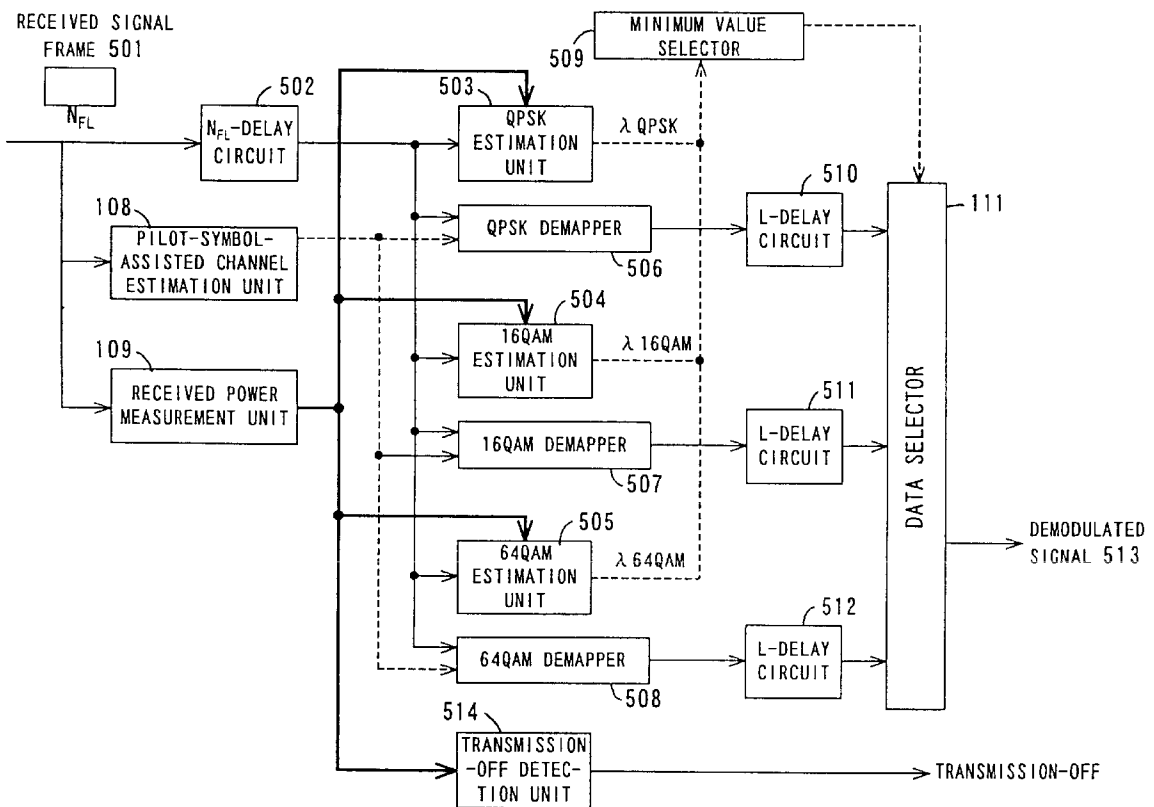 RECEIVED SIGNAL
FRAME 501
N_FL
502
N_FL-DELAY
CIRCUIT
503
QPSK
ESTIMATION
UNIT
λ QPSK
509
MINIMUM VALUE
SELECTOR
108
PILOT-SYMBOL-
ASSISTED CHANNEL
ESTIMATION UNIT
QPSK DEMAPPER
506
510
L-DELAY
CIRCUIT
111
DATA SELECTOR
109
RECEIVED POWER
MEASUREMENT UNIT
504
16QAM
ESTIMATION
UNIT
λ 16QAM
16QAM DEMAPPER
507
511
L-DELAY
CIRCUIT
505
64QAM
ESTIMATION
UNIT
λ 64QAM
DEMODULATED
SIGNAL 513
64QAM DEMAPPER
508
512
L-DELAY
CIRCUIT
514
TRANSMISSION
-OFF DETEC-
TION UNIT
TRANSMISSION-OFF